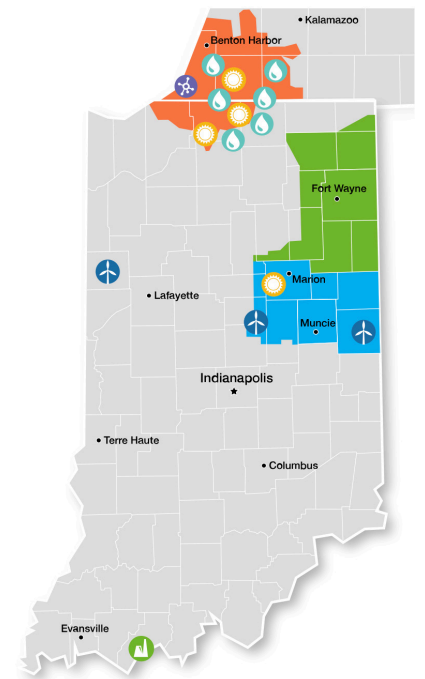 Kalamazoo
Benton Harbor
Fort Wayne
Marion
Lafayette
Muncie
Indianapolis
Terre Haute
Columbus
Evansville